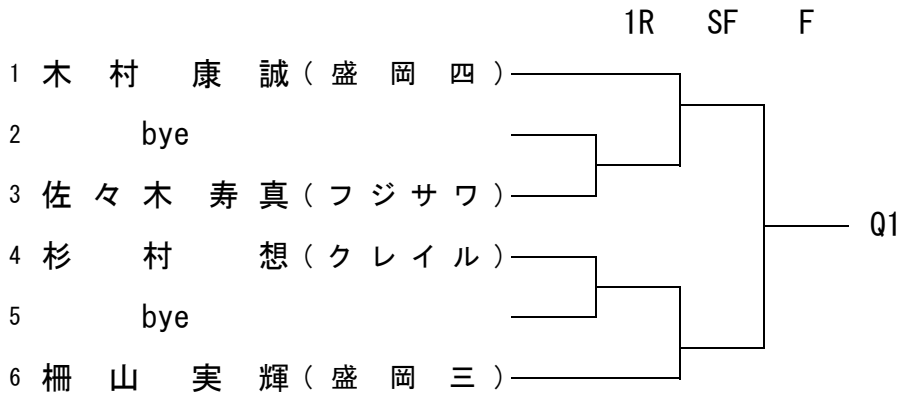 1R SF F
1 木村 康誠(盛岡四)
2 bye
3 佐々木 寿真(フジサワ)
Q1
4 杉村 想(クレイル)
5 bye
6 柵山 実輝(盛岡三)